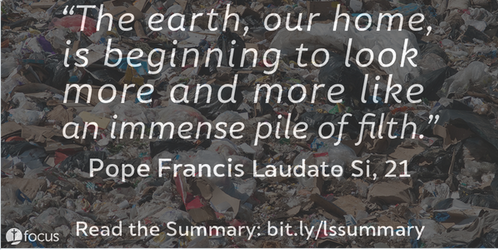 “The earth, our home,
is beginning to look
more and more like
an immense pile of filth.”
Pope Francis Laudato Si, 21
focus
Read the Summary: bit.ly/lssummary